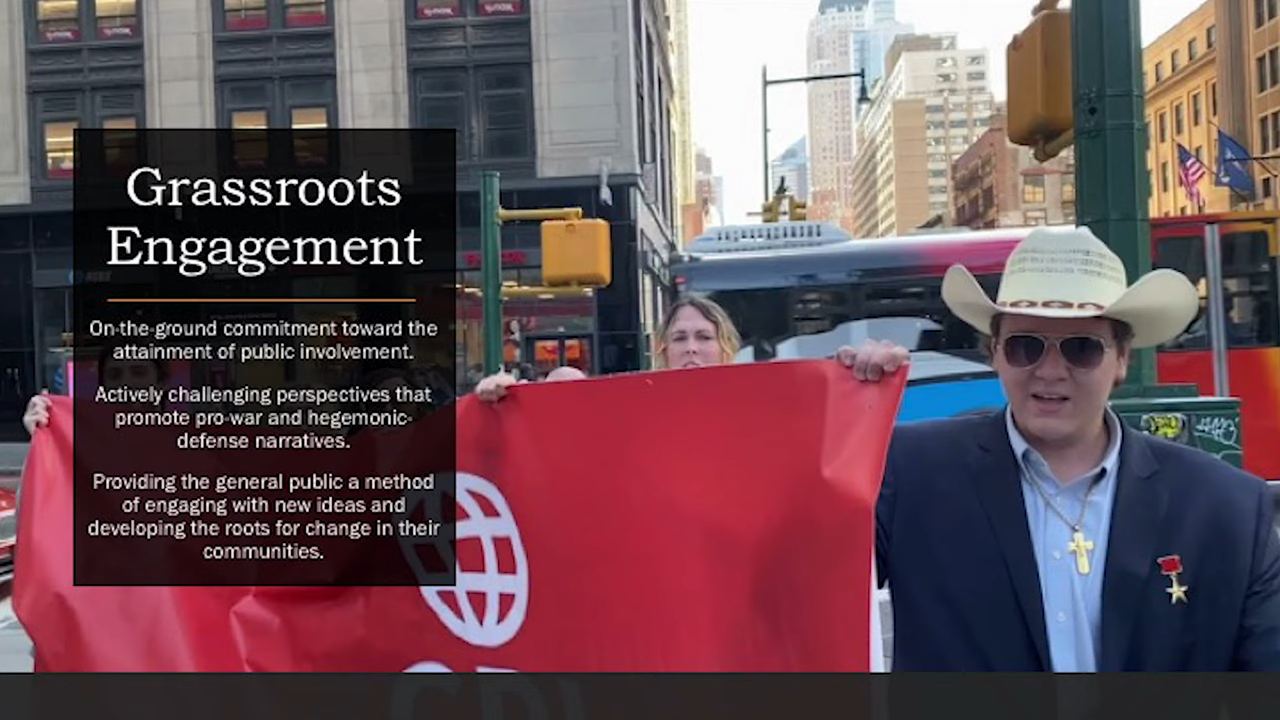 Grassroots
Engagement
On-the-ground commitment toward the
attainment of public involvement.
Actively challenging perspectives that
promote pro-war and hegemonic-
defense narratives.
Providing the general public a method
of engaging with new ideas and
developing the roots for change in their
communities.